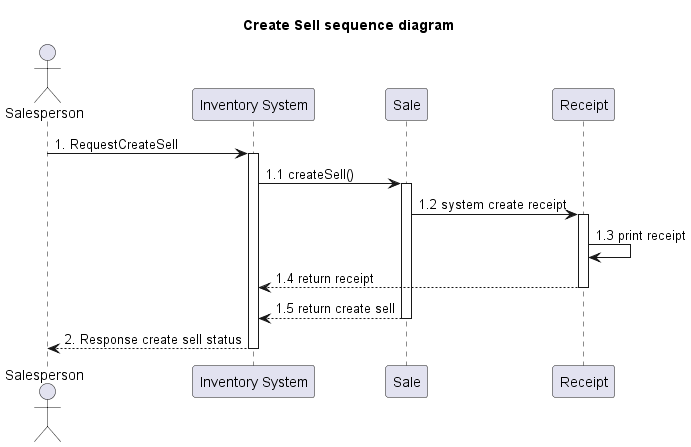 Create Sell sequence diagram
Salesperson
Inventory System
Sale
Receipt
1. RequestCreateSell
1.1 createSell()
1.2 system create receipt
1.3 print receipt
1.4 return receipt
1.5 return create sell
2. Response create sell status
Salesperson
Inventory System
Sale
Receipt